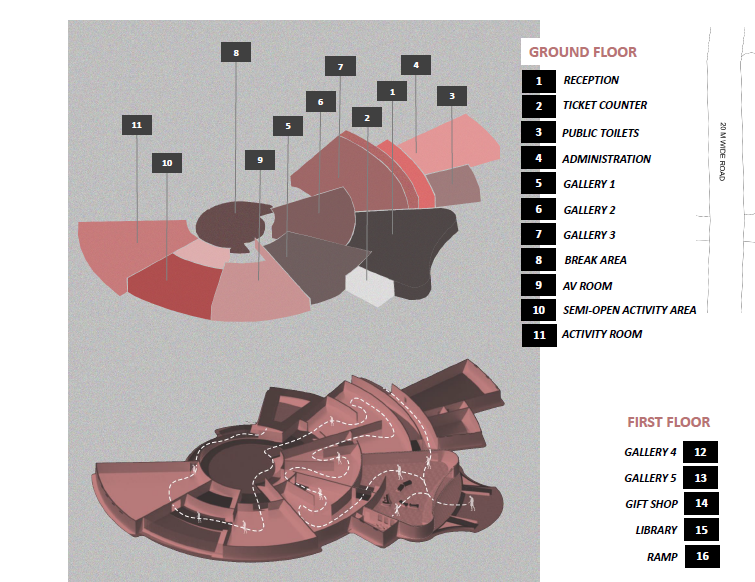 8
7
4
1
3
6
2
5
11
9
10
GROUND FLOOR
1 RECEPTION
2 TICKET COUNTER
3 PUBLIC TOILETS
4 ADMINISTRATION
5 GALLERY 1
6 GALLERY 2
7 GALLERY 3
8 BREAK AREA
9 AV ROOM
10 SEMI-OPEN ACTIVITY AREA
11 ACTIVITY ROOM
20 M WIDE ROAD
FIRST FLOOR
GALLERY 4 12
GALLERY 5 13
GIFT SHOP 14
LIBRARY 15
RAMP 16